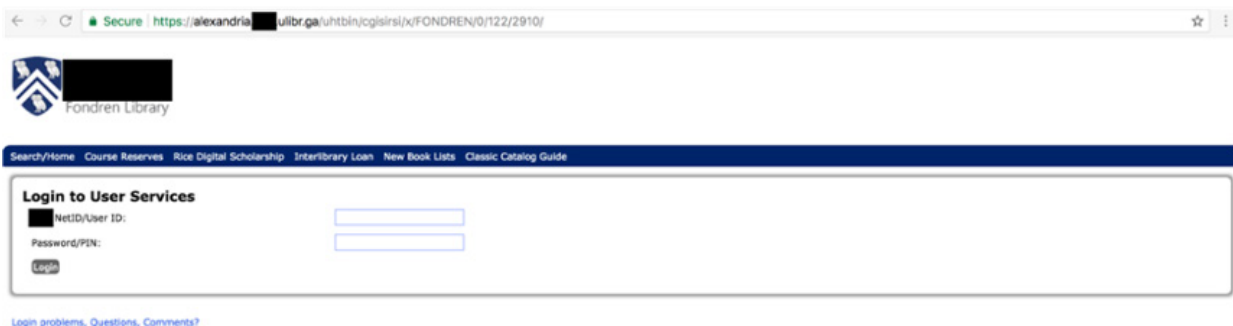 Secure https://alexandria ulibr.ga/uhtbin/cgisirsi/x/FONDREN/0/122/2910/
Fondren Library
Search/Home Course Reserves Rice Digital Scholarship Interlibrary Loan New Book Lists Classic Catalog Guide
Login to User Services
NetID/User ID:
Password/PIN:
Login
Login problems, Questions, Comments?